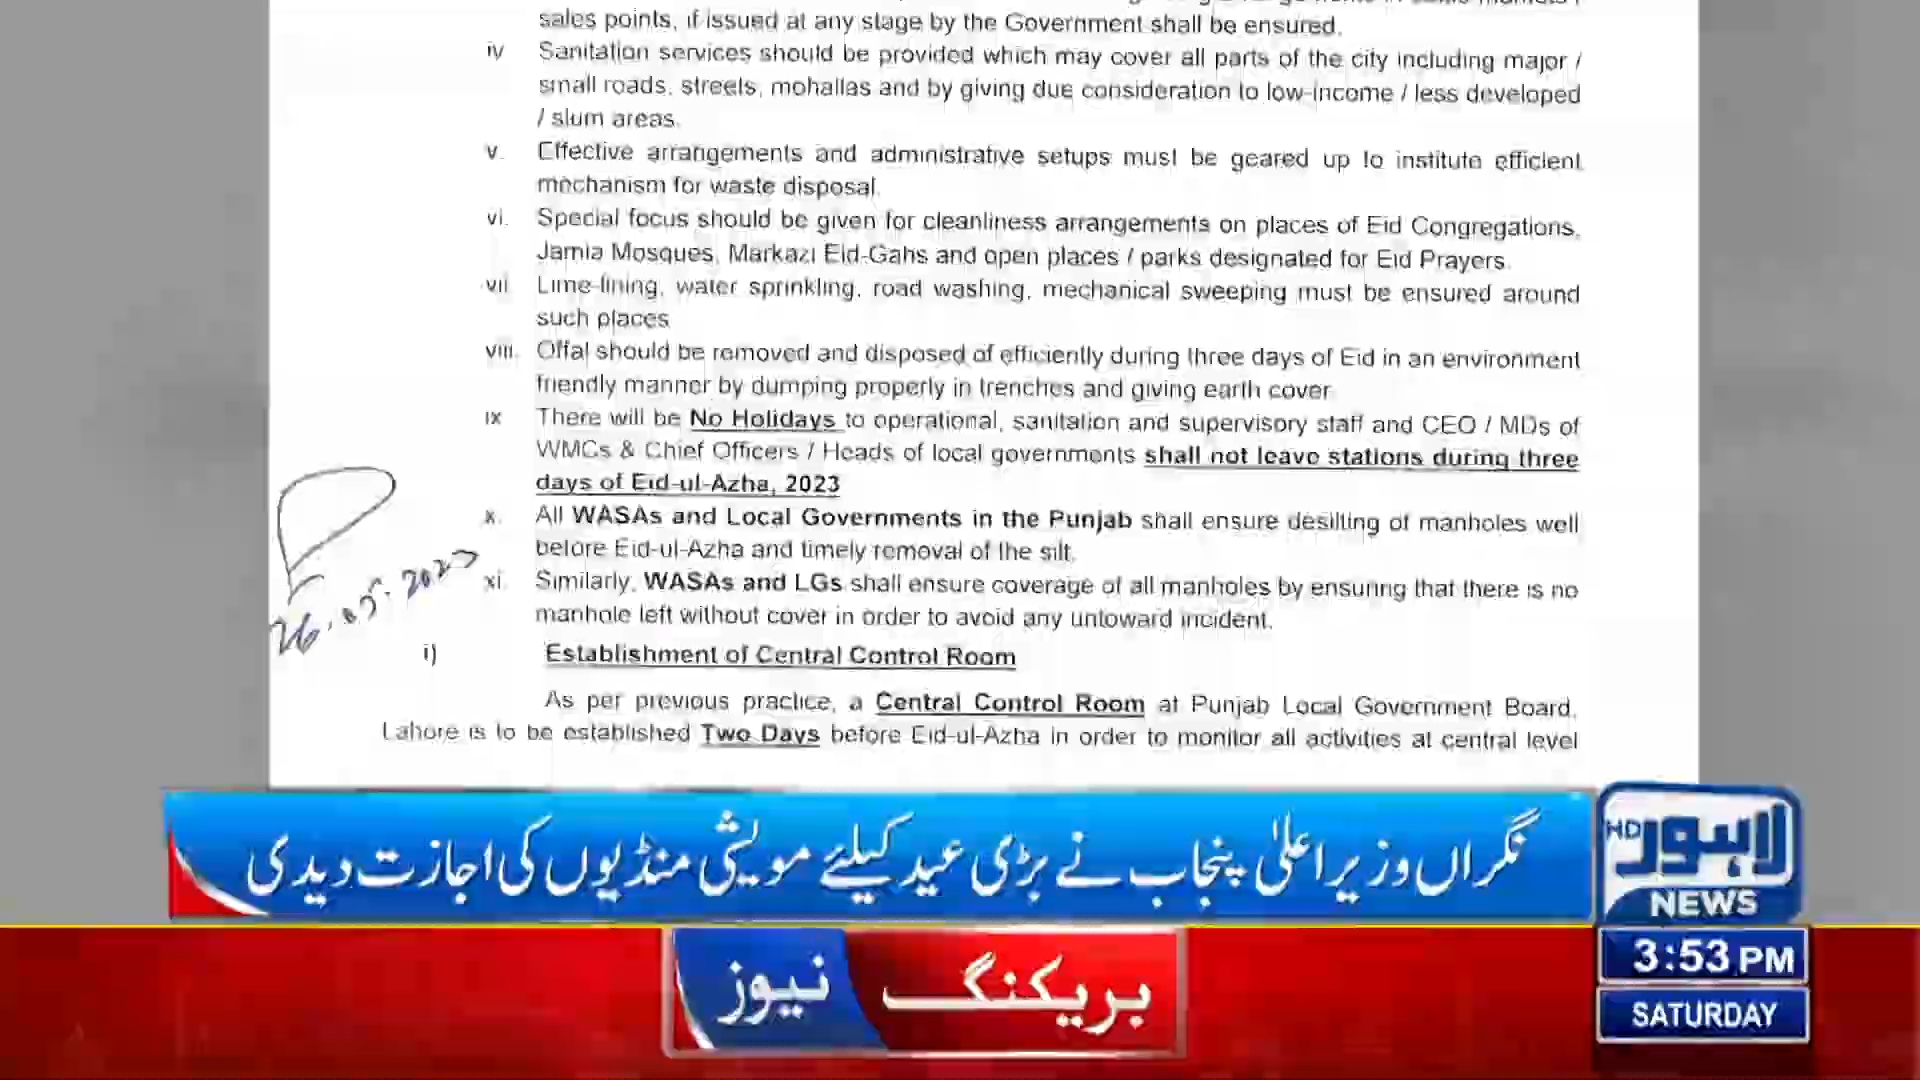 sales points, if issued at any stage by the Government shall be ensured.
iv Sanitation services should be provided which may cover all parts of the city including major /
small roads, streets, mohallas and by giving due consideration to low-income / less developed
/ slum areas.
v. Effective arrangements and administrative setups must be geared up to institute efficient
mechanism for waste disposal.
vi. Special focus should be given for cleanliness arrangements on places of Eid Congregations,
Jamia Mosques, Markazi Eid-Gahs and open places / parks designated for Eid Prayers.
vii Lime-lining, water sprinkling, road washing, mechanical sweeping must be ensured around
such places
viii. Offal should be removed and disposed of efficiently during three days of Eid in an environment
friendly manner by dumping properly in trenches and giving earth cover
ix There will be No Holidays to operational, sanitation and supervisory staff and CEO / MDs of
WMCs & Chief Officers / Heads of local governments shall not leave stations during three
days of Eid-ul-Azha, 2023
x. All WASAs and Local Governments in the Punjab shall ensure desilting of manholes well
before Eid-ul-Azha and timely removal of the silt.
xi. Similarly, WASAs and LGs shall ensure coverage of all manholes by ensuring that there is no
manhole left without cover in order to avoid any untoward incident.
26.05.2023
i) Establishment of Central Control Room
As per previous practice, a Central Control Room at Punjab Local Government Board,
Lahore is to be established Two Days before Eid-ul-Azha in order to monitor all activities at central level
نگراں وزیراعلیٰ پنجاب نے بڑی عید کیلئے مویشی منڈیوں کی اجازت دیدی
لاہور HD
NEWS
بریکنگ نیوز
3:53 PM
SATURDAY